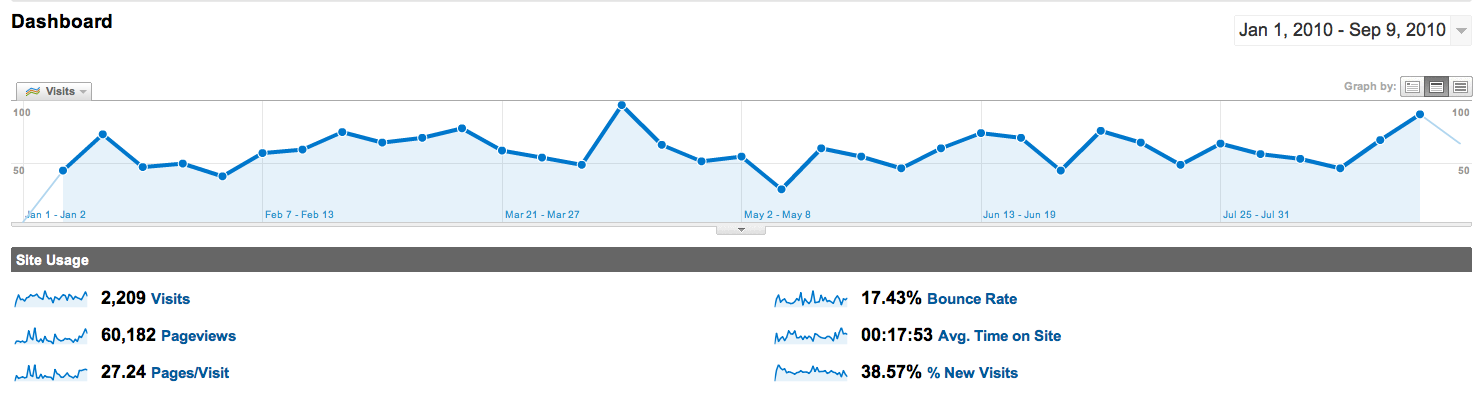 Dashboard
Jan 1, 2010 - Sep 9, 2010
Visits
Graph by:
100
100
50
50
Jan 1 - Jan 2
Feb 7 - Feb 13
Mar 21 - Mar 27
May 2 - May 8
Jun 13 - Jun 19
Jul 25 - Jul 31
Site Usage
2,209 Visits
17.43% Bounce Rate
60,182 Pageviews
00:17:53 Avg. Time on Site
27.24 Pages/Visit
38.57% % New Visits